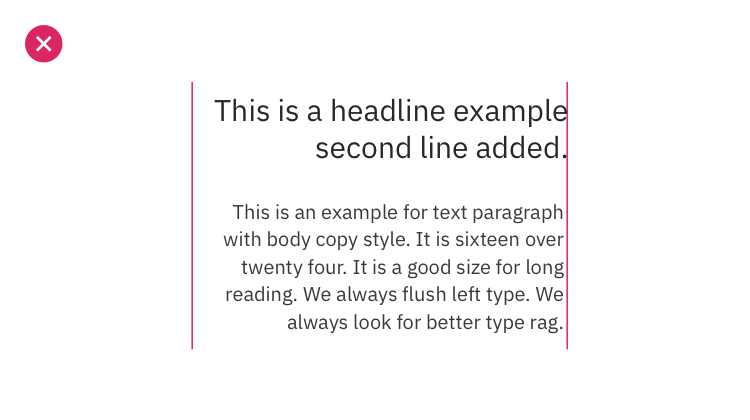 This is a headline example
second line added.
This is an example for text paragraph
with body copy style. It is sixteen over
twenty four. It is a good size for long
reading. We always flush left type. We
always look for better type rag.